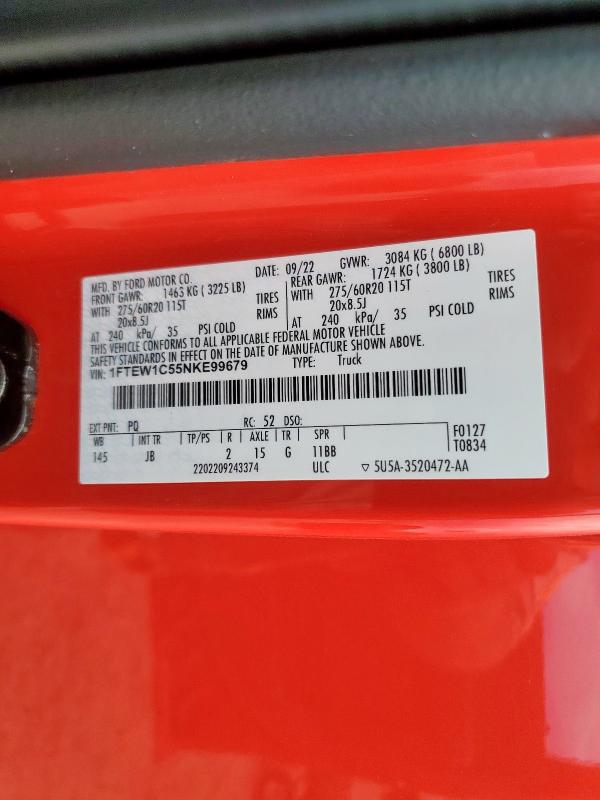 MFD. BY FORD MOTOR CO. DATE: 09/22 GVWR: 3084 KG ( 6800 LB)
FRONT GAWR: 1463 KG ( 3225 LB) REAR GAWR: 1724 KG ( 3800 LB)
WITH 275/60R20 115T TIRES WITH 275/60R20 115T TIRES
20x8.5J RIMS 20x8.5J RIMS
AT 240 kPa/ 35 PSI COLD AT 240 kPa/ 35 PSI COLD
THIS VEHICLE CONFORMS TO ALL APPLICABLE FEDERAL MOTOR VEHICLE
SAFETY STANDARDS IN EFFECT ON THE DATE OF MANUFACTURE SHOWN ABOVE.
VIN: 1FTEW1C55NKE99679 TYPE: Truck
EXT PNT: PQ RC: 52 DSO: F0127
WB INT TR TP/PS R AXLE TR SPR T0834
145 JB 2 15 G 11BB
2202209243374 ULC ▽ 5U5A-3520472-AA